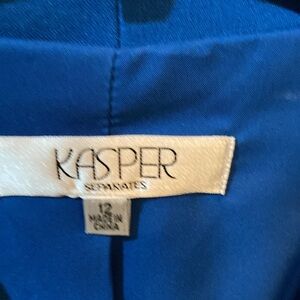 KASPER
SEPARATES
12
MADE IN
CHINA